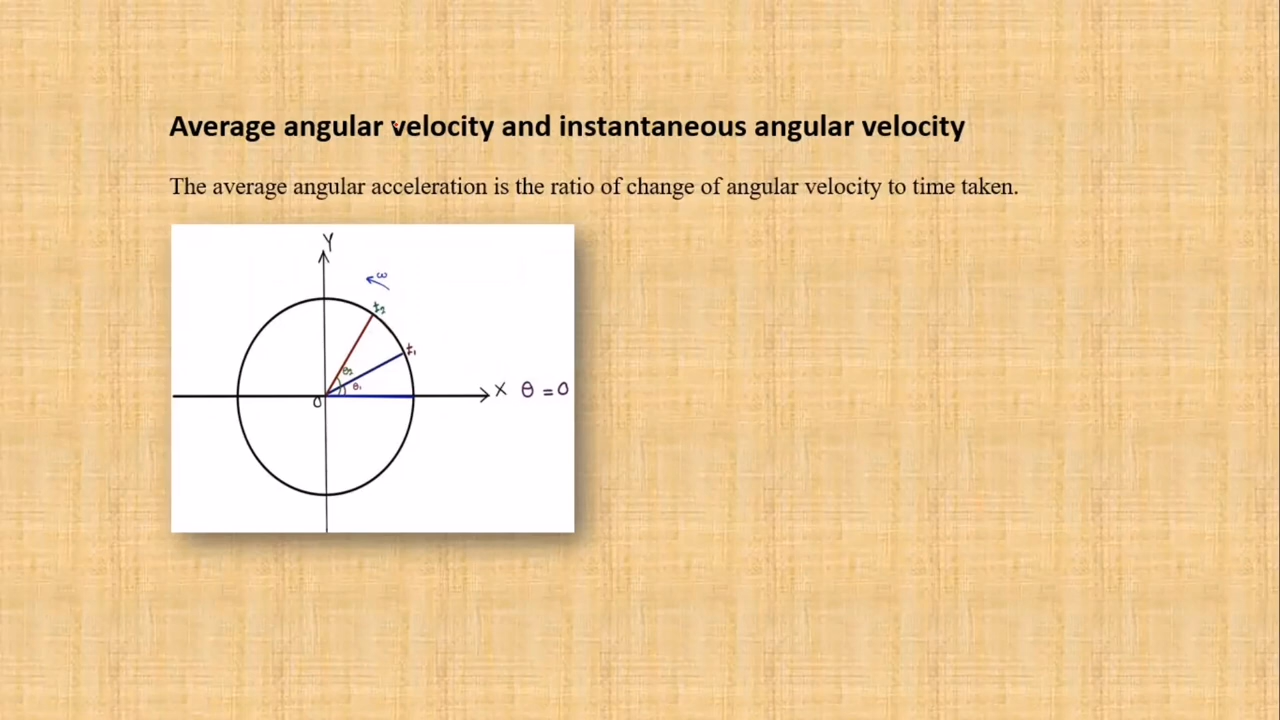 Average angular velocity and instantaneous angular velocity
The average angular acceleration is the ratio of change of angular velocity to time taken.
Y
ω
t₂
t₁
θ₂
θ₁
O
X θ = 0